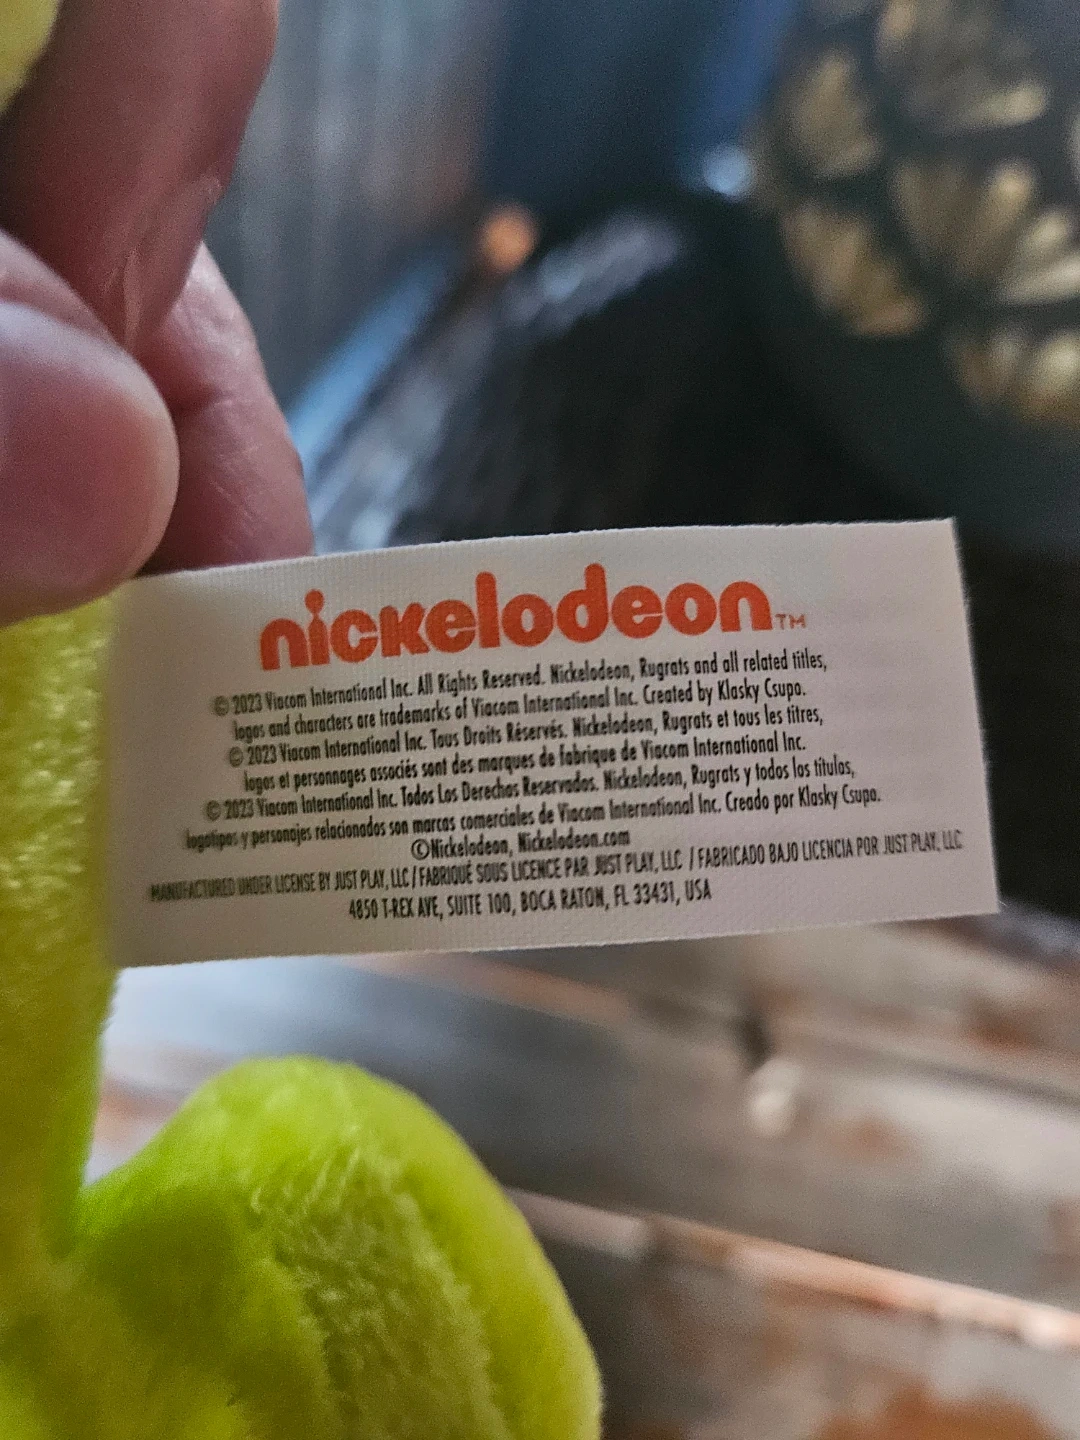 nickelodeon™
© 2023 Viacom International Inc. All Rights Reserved. Nickelodeon, Rugrats and all related titles,
logos and characters are trademarks of Viacom International Inc. Created by Klasky Csupo.
© 2023 Viacom International Inc. Tous Droits Réservés. Nickelodeon, Rugrats et tous les titres,
logos et personnages associés sont des marques de fabrique de Viacom International Inc.
© 2023 Viacom International Inc. Todos Los Derechos Reservados. Nickelodeon, Rugrats y todos los títulos,
logotipos y personajes relacionados son marcas comerciales de Viacom International Inc. Creado por Klasky Csupo.
©Nickelodeon, Nickelodeon.com
MANUFACTURED UNDER LICENSE BY JUST PLAY, LLC / FABRIQUÉ SOUS LICENCE PAR JUST PLAY, LLC / FABRICADO BAJO LICENCIA POR JUST PLAY, LLC
4850 T-REX AVE, SUITE 100, BOCA RATON, FL 33431, USA